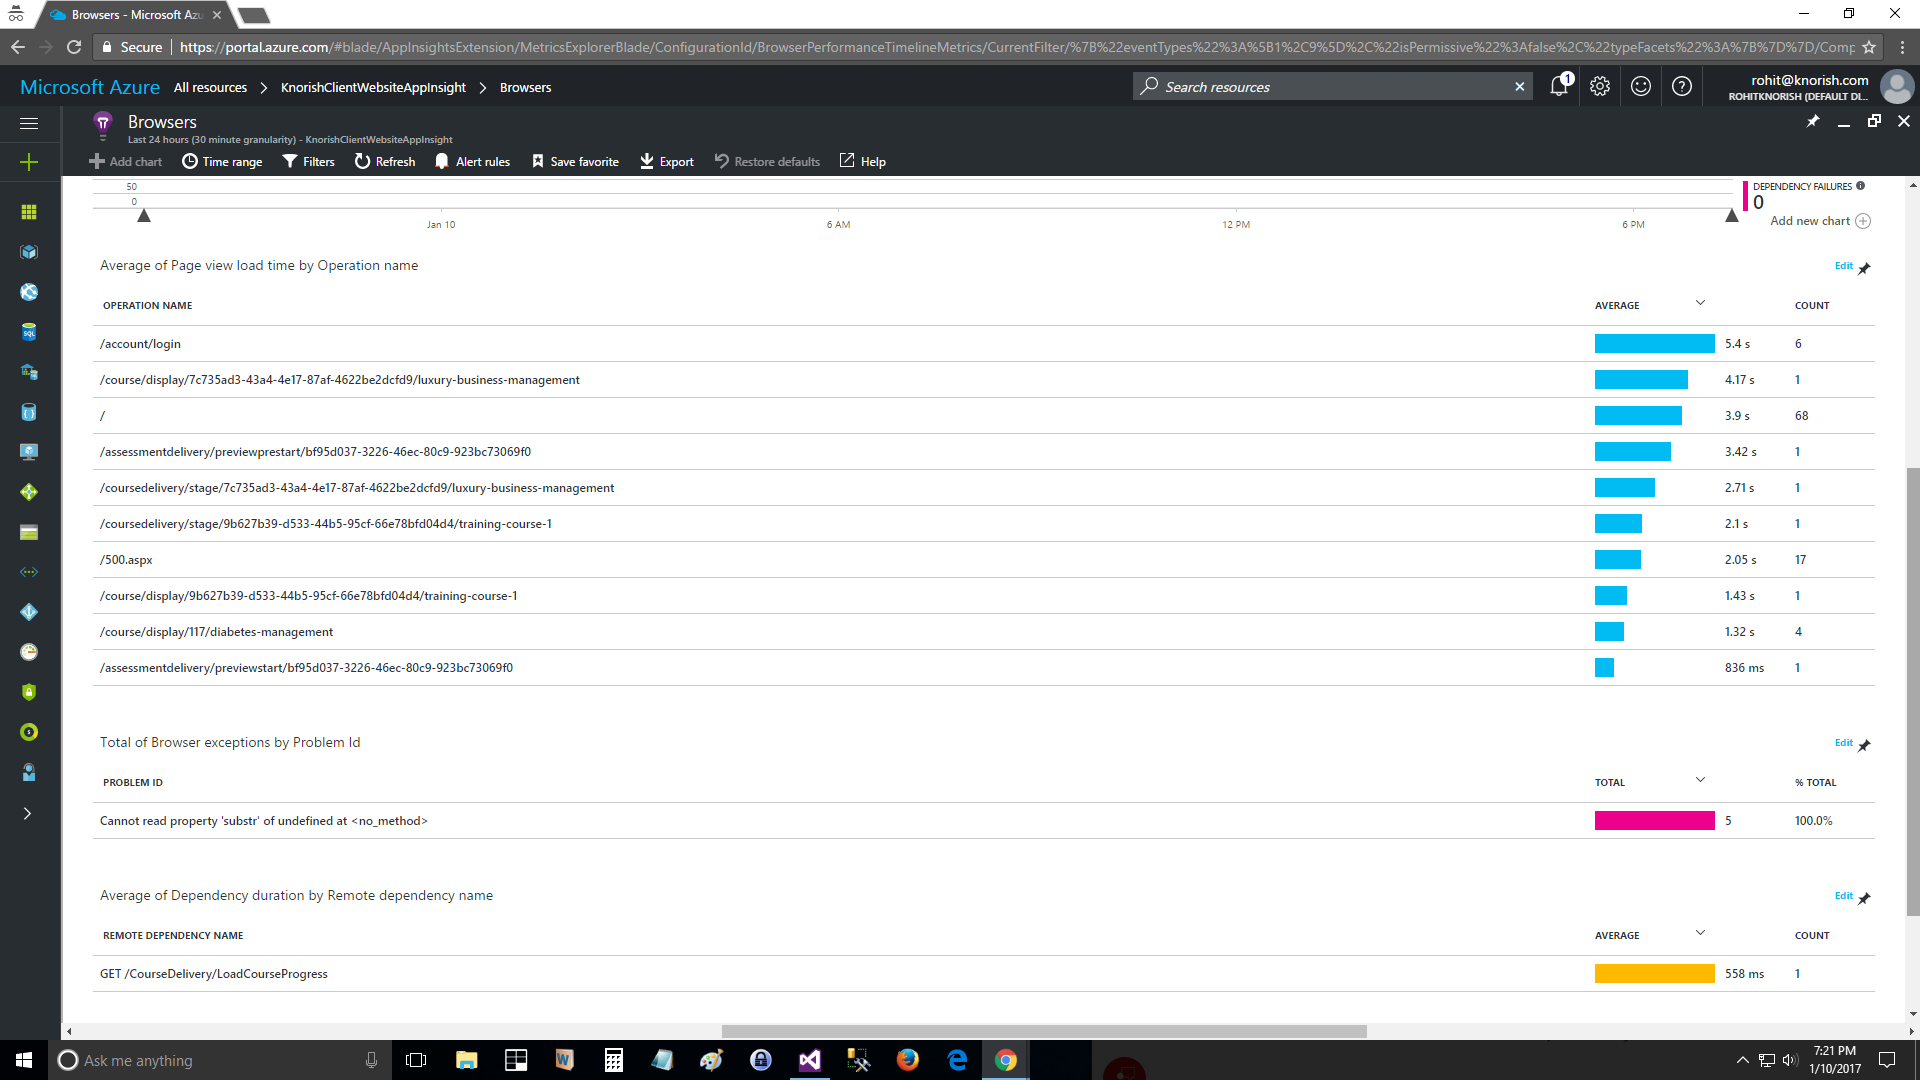 Browsers - Microsoft Azu
Secure
https://portal.azure.com/#blade/AppInsightsExtension/MetricsExplorerBlade/ConfigurationId/BrowserPerformanceTimelineMetrics/CurrentFilter/%7B%22eventTypes%22%3A%5B1%2C9%5D%2C%22isPermissive%22%3Afalse%2C%22typeFacets%22%3A%7B%7D%7D/Comp
Microsoft Azure All resources > KnorishClientWebsiteAppInsight > Browsers
Search resources
1
rohit@knorish.com
ROHITKNORISH (DEFAULT DI...
Browsers
Last 24 hours (30 minute granularity) - KnorishClientWebsiteAppInsight
Add chart Time range Filters Refresh Alert rules Save favorite Export Restore defaults Help
50
0
Jan 10 6 AM 12 PM 6 PM
DEPENDENCY FAILURES
0
Add new chart
Average of Page view load time by Operation name Edit
OPERATION NAME AVERAGE COUNT
/account/login 5.4 s 6
/course/display/7c735ad3-43a4-4e17-87af-4622be2dcfd9/luxury-business-management 4.17 s 1
/ 3.9 s 68
/assessmentdelivery/previewprestart/bf95d037-3226-46ec-80c9-923bc73069f0 3.42 s 1
/coursedelivery/stage/7c735ad3-43a4-4e17-87af-4622be2dcfd9/luxury-business-management 2.71 s 1
/coursedelivery/stage/9b627b39-d533-44b5-95cf-66e78bfd04d4/training-course-1 2.1 s 1
/500.aspx 2.05 s 17
/course/display/9b627b39-d533-44b5-95cf-66e78bfd04d4/training-course-1 1.43 s 1
/course/display/117/diabetes-management 1.32 s 4
/assessmentdelivery/previewstart/bf95d037-3226-46ec-80c9-923bc73069f0 836 ms 1
Total of Browser exceptions by Problem Id Edit
PROBLEM ID TOTAL % TOTAL
Cannot read property 'substr' of undefined at <no_method> 5 100.0%
Average of Dependency duration by Remote dependency name Edit
REMOTE DEPENDENCY NAME AVERAGE COUNT
GET /CourseDelivery/LoadCourseProgress 558 ms 1
Ask me anything
7:21 PM
1/10/2017